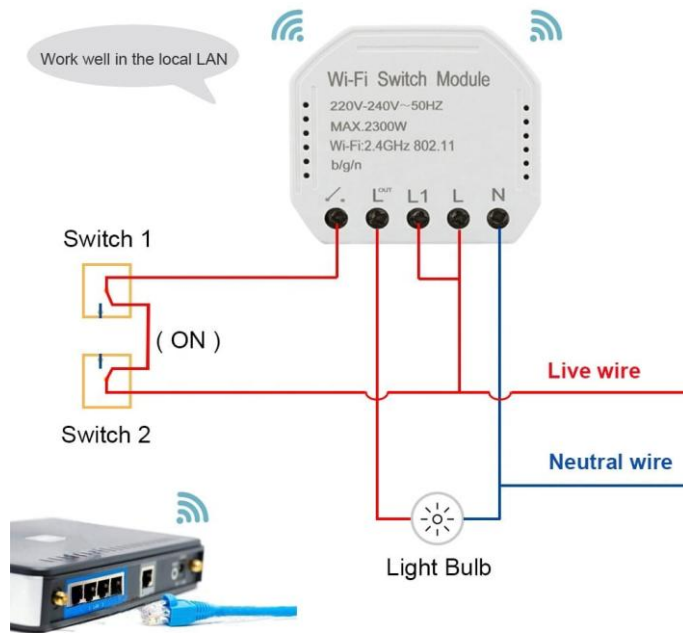 Work well in the local LAN
Wi-Fi Switch Module
220V-240V~50HZ
MAX.2300W
Wi-Fi:2.4GHz 802.11
b/g/n
L OUT L1 L N
Switch 1
( ON )
Live wire
Switch 2
Neutral wire
Light Bulb